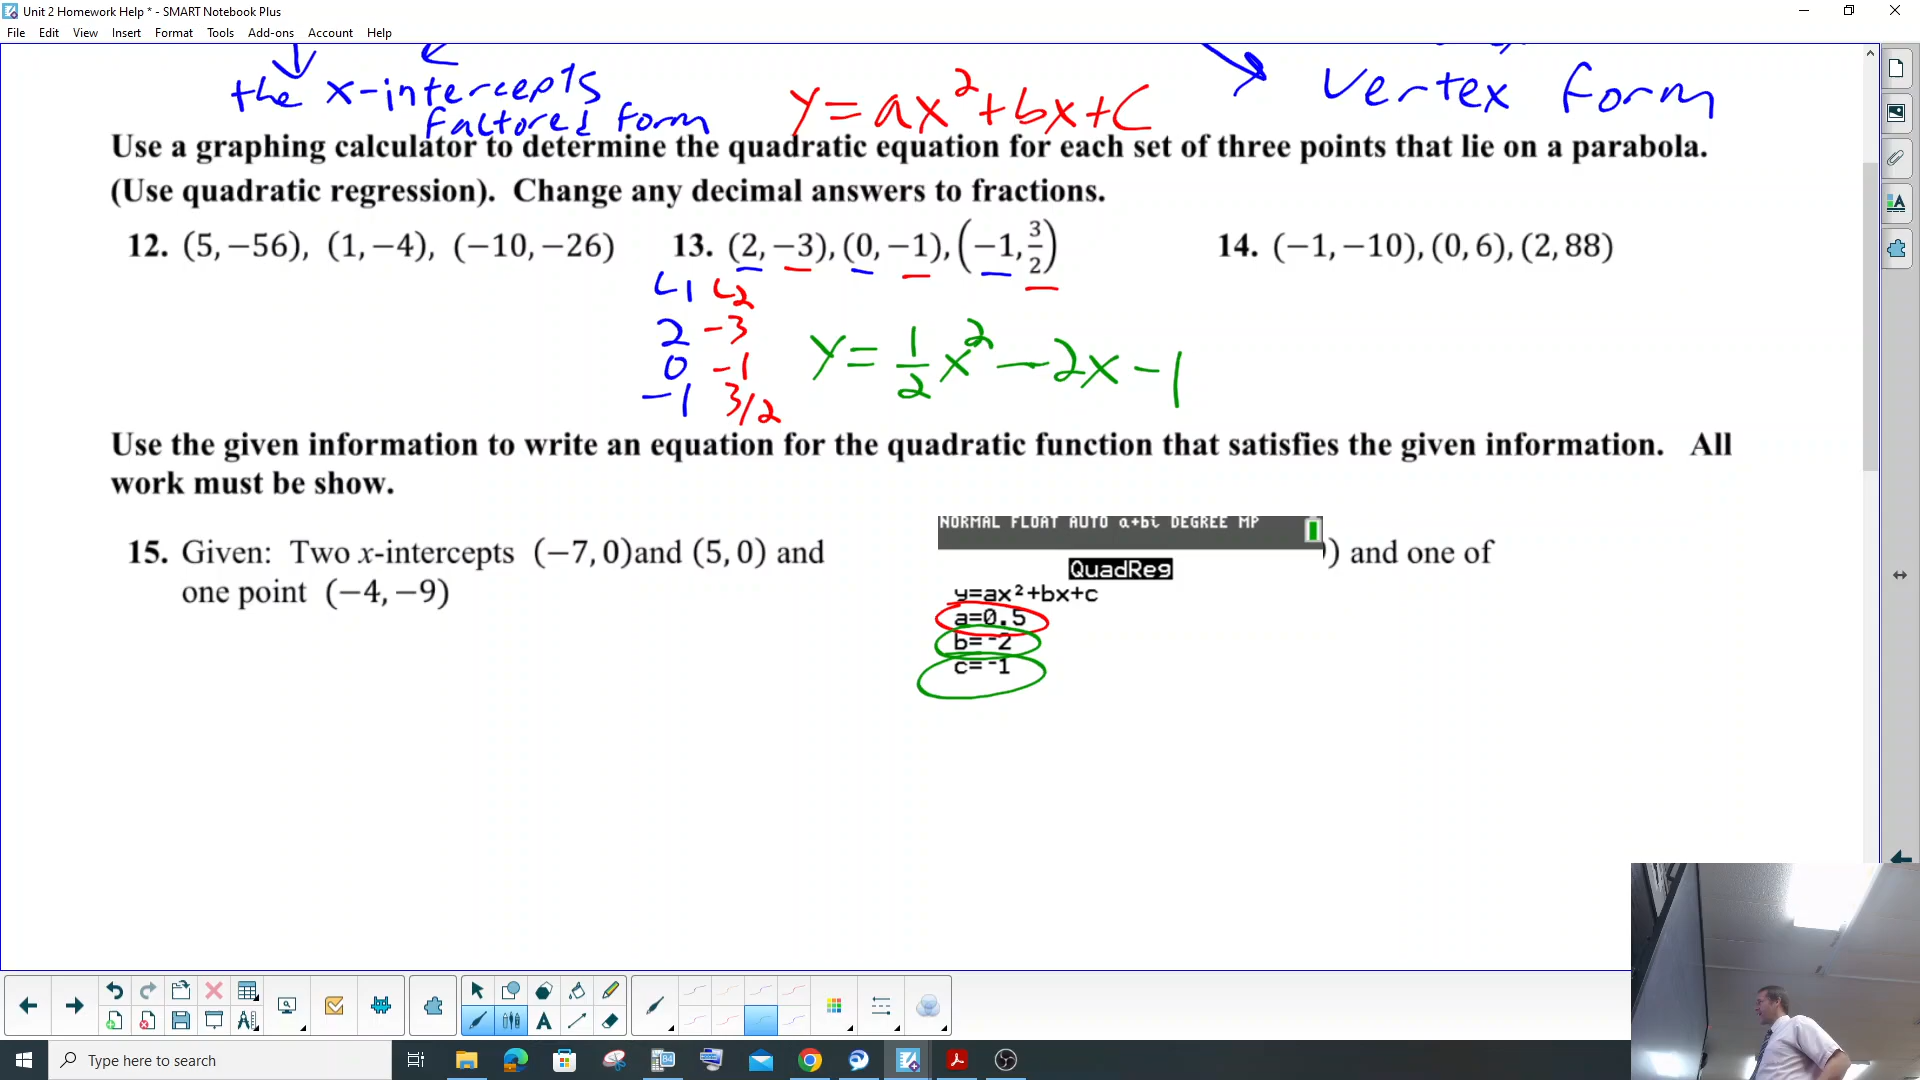 Unit 2 Homework Help * - SMART Notebook Plus
File Edit View Insert Format Tools Add-ons Account Help
the x-intercepts
Factored Form
y=ax²+bx+c
Vertex Form
Use a graphing calculator to determine the quadratic equation for each set of three points that lie on a parabola.
(Use quadratic regression). Change any decimal answers to fractions.
12. (5, −56), (1, −4), (−10, −26) 13. (2, −3), (0, −1), (−1, 3/2) 14. (−1, −10), (0, 6), (2, 88)
L1 L2
2 -3
0 -1
-1 3/2
y= 1/2 x² - 2x - 1
Use the given information to write an equation for the quadratic function that satisfies the given information. All
work must be show.
15. Given: Two x-intercepts (−7, 0)and (5, 0) and
one point (−4, −9)
) and one of
NORMAL FLOAT AUTO a+bi DEGREE MP
QuadReg
y=ax²+bx+c
a=0.5
b=-2
c=-1
Type here to search